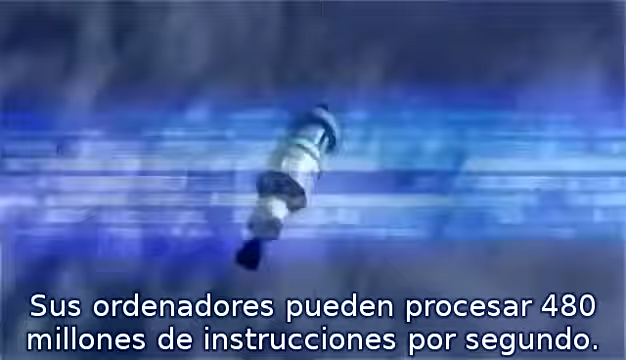 Sus ordenadores pueden procesar 480
millones de instrucciones por segundo.